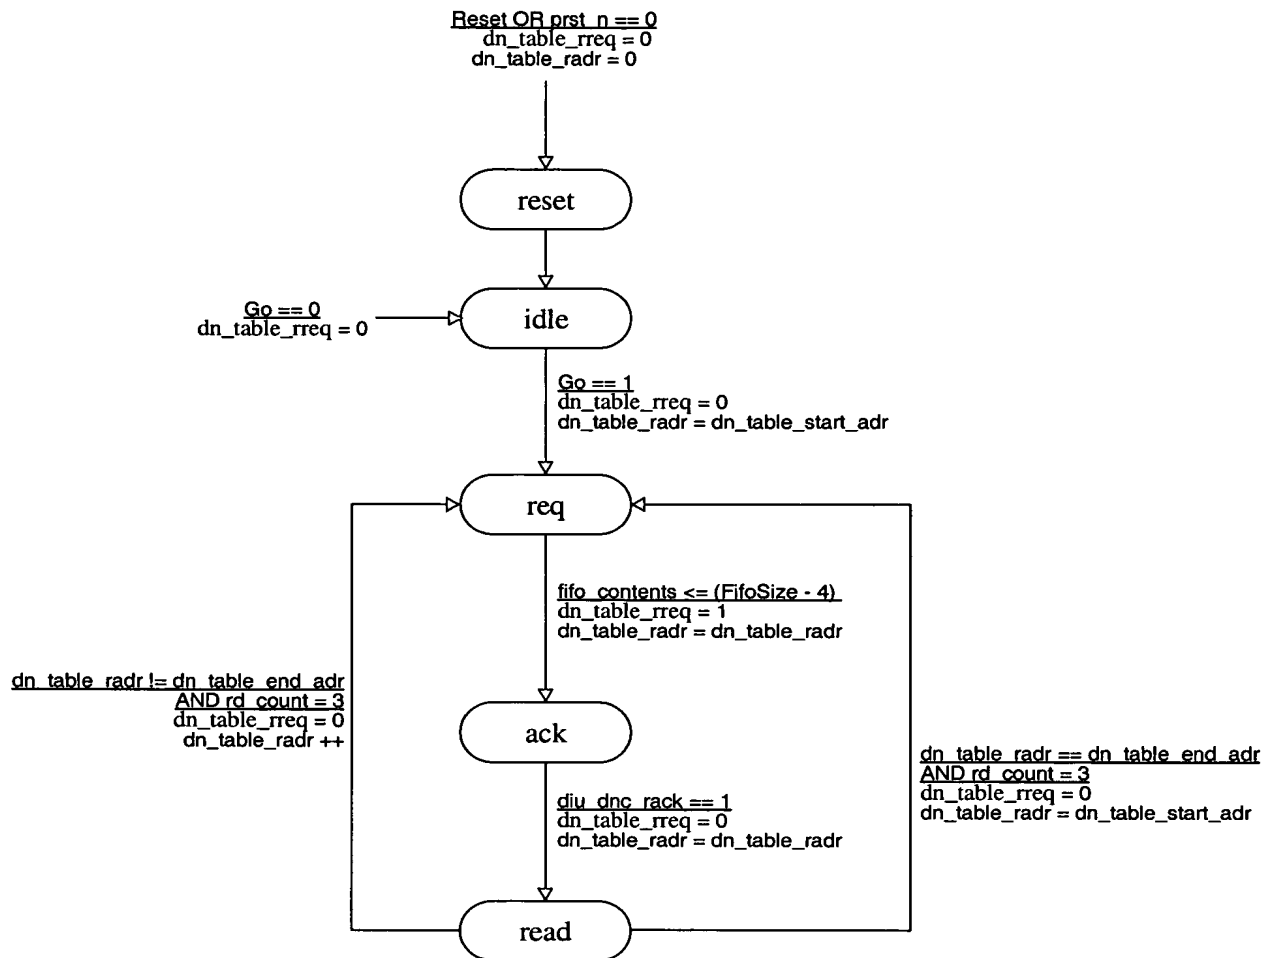 Reset OR prst_n == 0
dn_table_rreq = 0
dn_table_radr = 0
reset
Go == 0
dn_table_rreq = 0
idle
Go == 1
dn_table_rreq = 0
dn_table_radr = dn_table_start_adr
req
fifo_contents <= (FifoSize - 4)
dn_table_rreq = 1
dn_table_radr = dn_table_radr
dn_table_radr != dn_table_end_adr
AND rd_count = 3
dn_table_rreq = 0
dn_table_radr ++
ack
dn_table_radr == dn_table_end_adr
AND rd_count = 3
dn_table_rreq = 0
dn_table_radr = dn_table_start_adr
diu_dnc_rack == 1
dn_table_rreq = 0
dn_table_radr = dn_table_radr
read